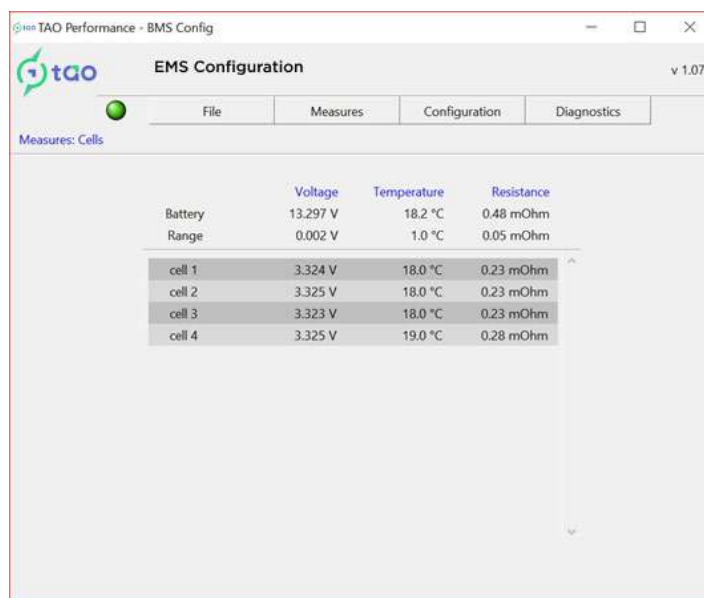 TAO Performance - BMS Config
tao
EMS Configuration
v 1.07
File Measures Configuration Diagnostics
Measures: Cells
Voltage Temperature Resistance
Battery 13.297 V 18.2 °C 0.48 mOhm
Range 0.002 V 1.0 °C 0.05 mOhm
cell 1 3.324 V 18.0 °C 0.23 mOhm
cell 2 3.325 V 18.0 °C 0.23 mOhm
cell 3 3.323 V 18.0 °C 0.23 mOhm
cell 4 3.325 V 19.0 °C 0.28 mOhm